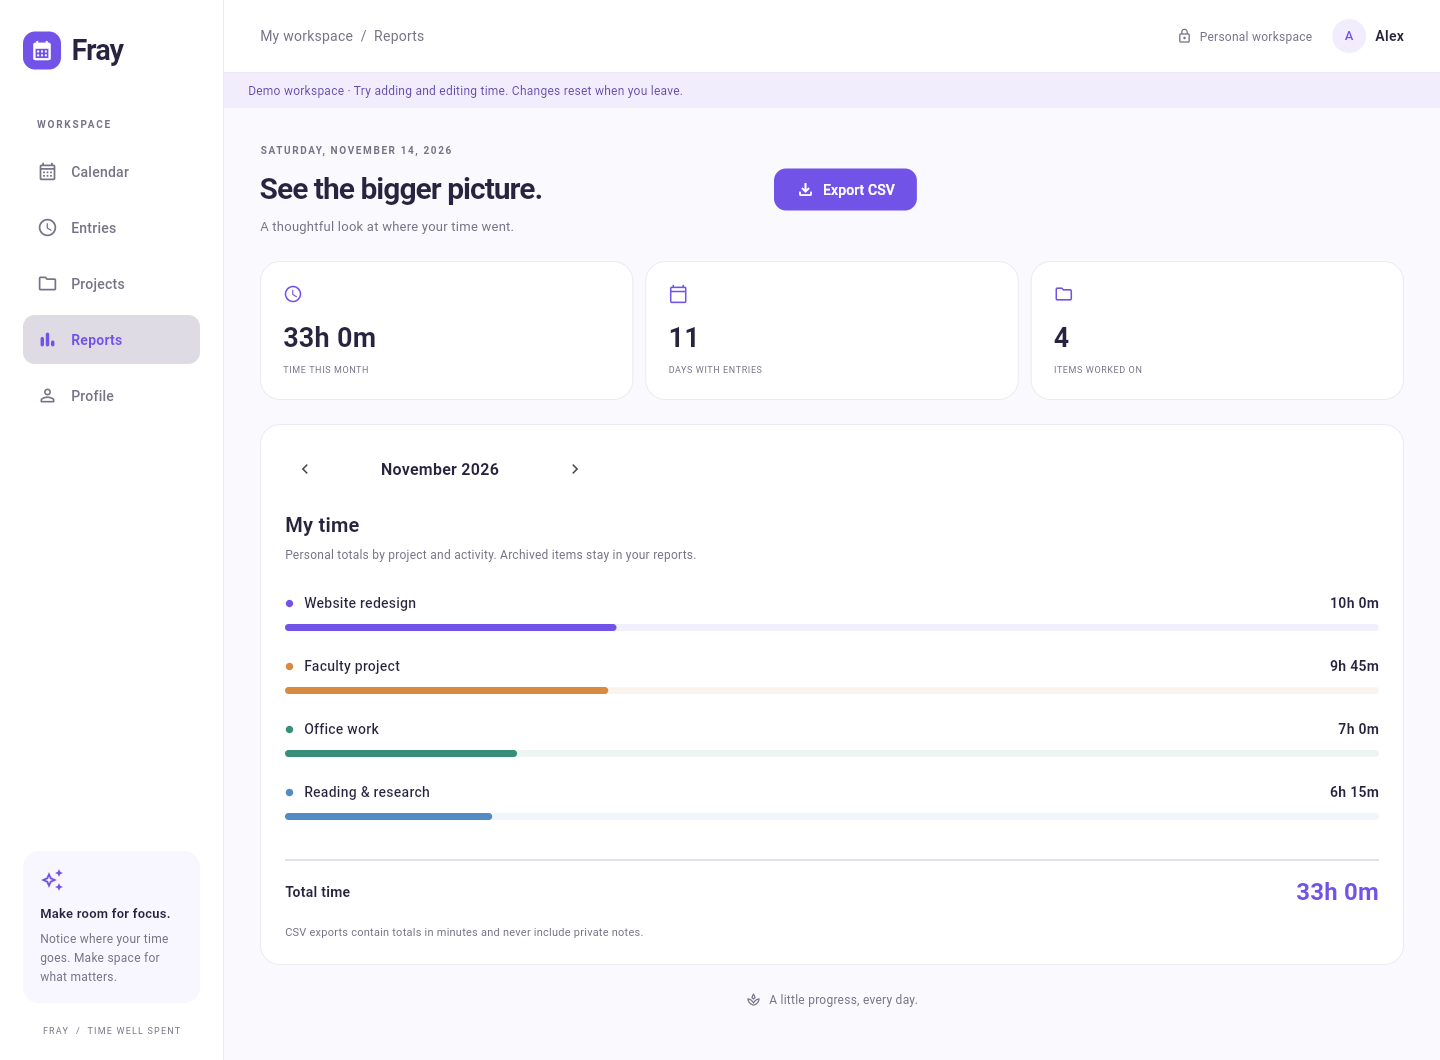 Fray
WORKSPACE
Calendar
Entries
Projects
Reports
Profile
Make room for focus.
Notice where your time
goes. Make space for
what matters.
FRAY / TIME WELL SPENT
My workspace / Reports
Personal workspace
A
Alex
Demo workspace · Try adding and editing time. Changes reset when you leave.
SATURDAY, NOVEMBER 14, 2026
See the bigger picture.
A thoughtful look at where your time went.
Export CSV
33h 0m
TIME THIS MONTH
11
DAYS WITH ENTRIES
4
ITEMS WORKED ON
November 2026
My time
Personal totals by project and activity. Archived items stay in your reports.
Website redesign 10h 0m
Faculty project 9h 45m
Office work 7h 0m
Reading & research 6h 15m
Total time 33h 0m
CSV exports contain totals in minutes and never include private notes.
A little progress, every day.